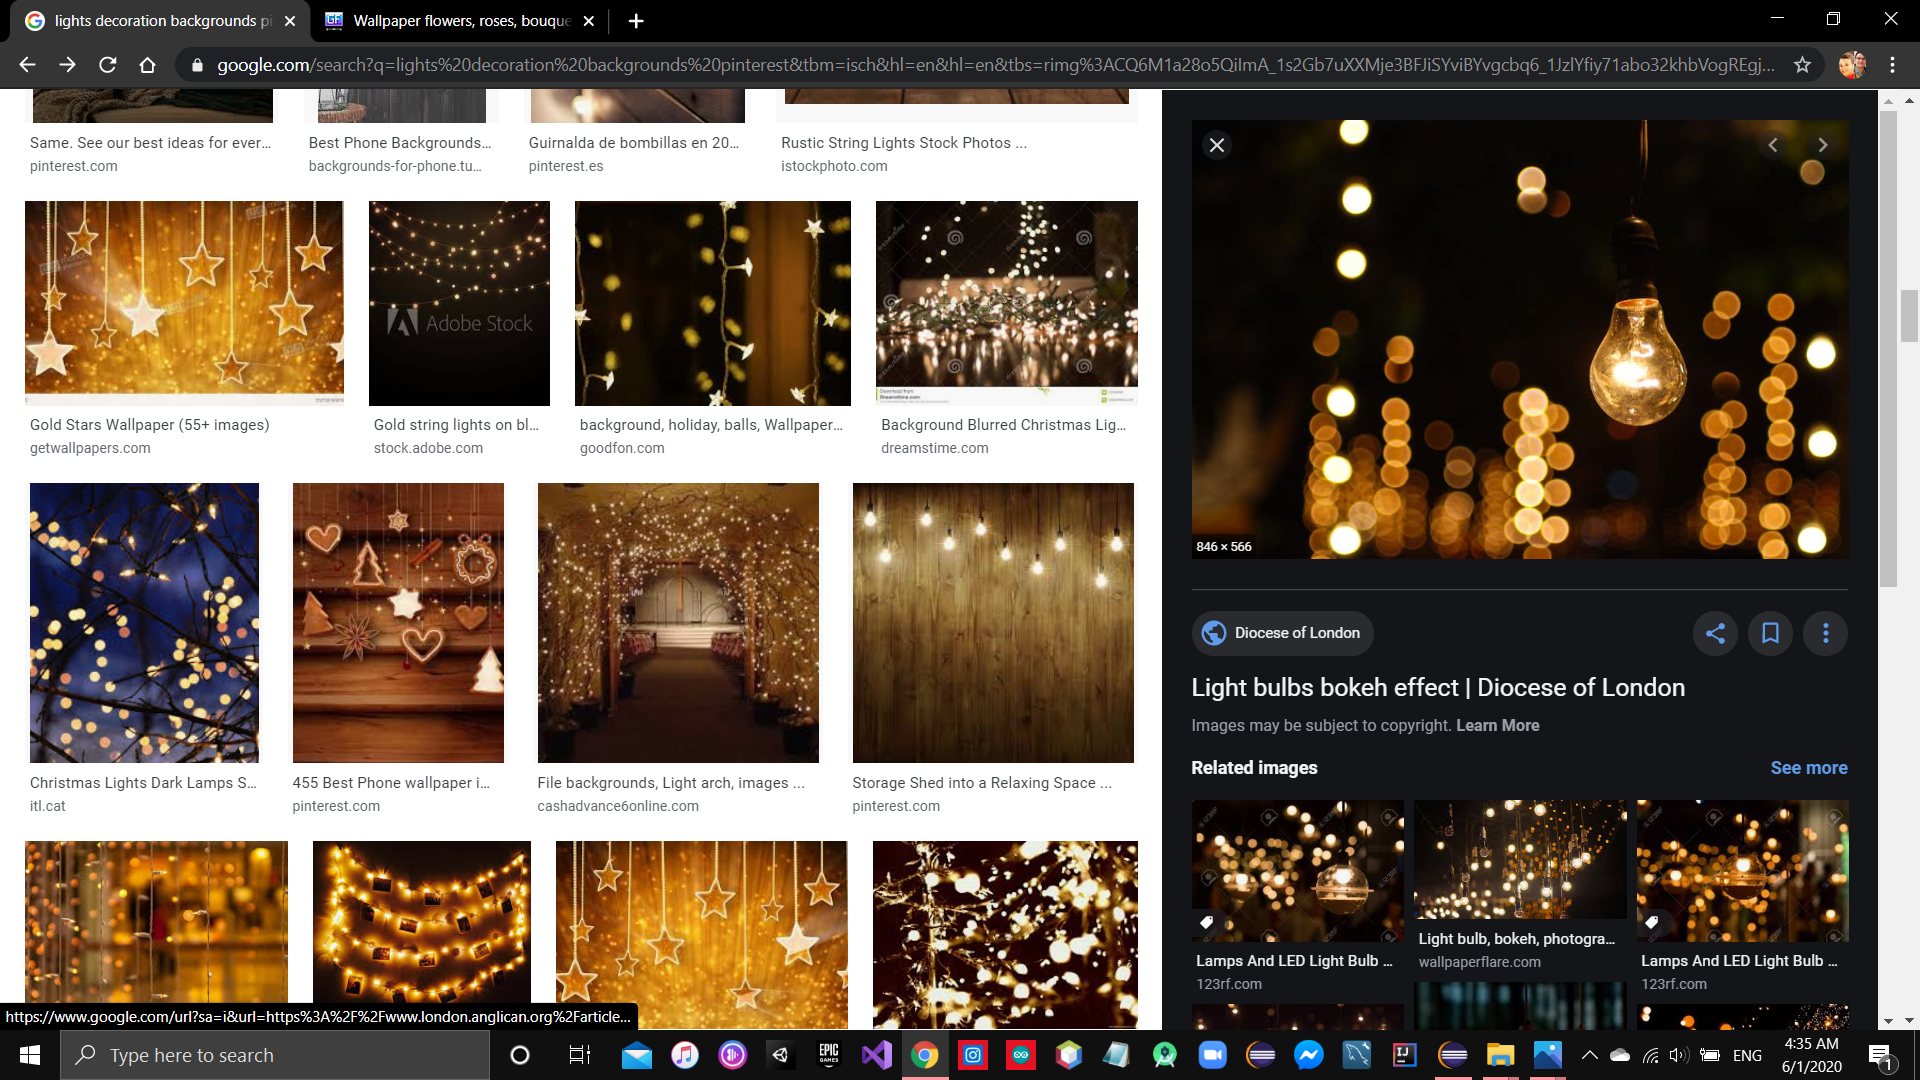 lights decoration backgrounds pi
Wallpaper flowers, roses, bouque
google.com/search?q=lights%20decoration%20backgrounds%20pinterest&tbm=isch&hl=en&hl=en&tbs=rimg%3ACQ6M1a28o5QiImA_1s2Gb7uXXMje3BFJiSYviBYvgcbq6_1JzlYfiy71abo32khbVogREgj...
Same. See our best ideas for ever...
pinterest.com
Best Phone Backgrounds...
backgrounds-for-phone.tu...
Guirnalda de bombillas en 20...
pinterest.es
Rustic String Lights Stock Photos ...
istockphoto.com
Adobe Stock
Gold Stars Wallpaper (55+ images)
getwallpapers.com
Gold string lights on bl...
stock.adobe.com
background, holiday, balls, Wallpaper...
goodfon.com
Background Blurred Christmas Lig...
dreamstime.com
Christmas Lights Dark Lamps S...
itl.cat
455 Best Phone wallpaper i...
pinterest.com
File backgrounds, Light arch, images ...
cashadvance6online.com
Storage Shed into a Relaxing Space ...
pinterest.com
846 × 566
Diocese of London
Light bulbs bokeh effect | Diocese of London
Images may be subject to copyright. Learn More
Related images
See more
Lamps And LED Light Bulb ...
123rf.com
Light bulb, bokeh, photogra...
wallpaperflare.com
Lamps And LED Light Bulb ...
123rf.com
https://www.google.com/url?sa=i&url=https%3A%2F%2Fwww.london.anglican.org%2Farticle...
Type here to search
EPIC
GAMES
IJ
ENG
4:35 AM
6/1/2020
1